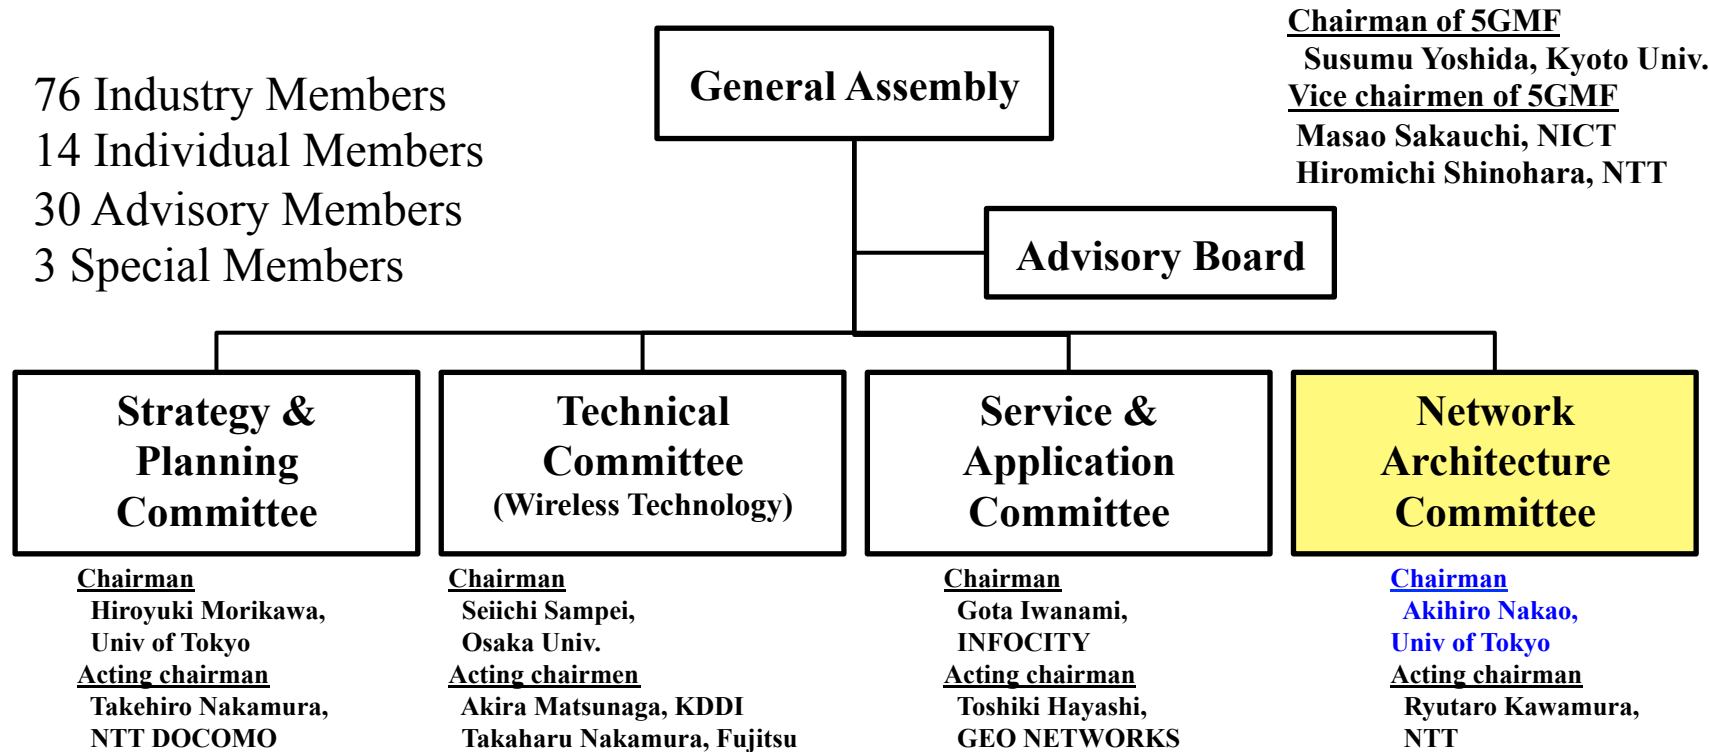 76 Industry Members
14 Individual Members
30 Advisory Members
3 Special Members
General Assembly
Chairman of 5GMF
Susumu Yoshida, Kyoto Univ.
Vice chairmen of 5GMF
Masao Sakauchi, NICT
Hiromichi Shinohara, NTT
Advisory Board
Strategy &
Planning
Committee
Chairman
Hiroyuki Morikawa,
Univ of Tokyo
Acting chairman
Takehiro Nakamura,
NTT DOCOMO
Technical
Committee
(Wireless Technology)
Chairman
Seiichi Sampei,
Osaka Univ.
Acting chairmen
Akira Matsunaga, KDDI
Takaharu Nakamura, Fujitsu
Service &
Application
Committee
Chairman
Gota Iwanami,
INFOCITY
Acting chairman
Toshiki Hayashi,
GEO NETWORKS
Network
Architecture
Committee
Chairman
Akihiro Nakao,
Univ of Tokyo
Acting chairman
Ryutaro Kawamura,
NTT